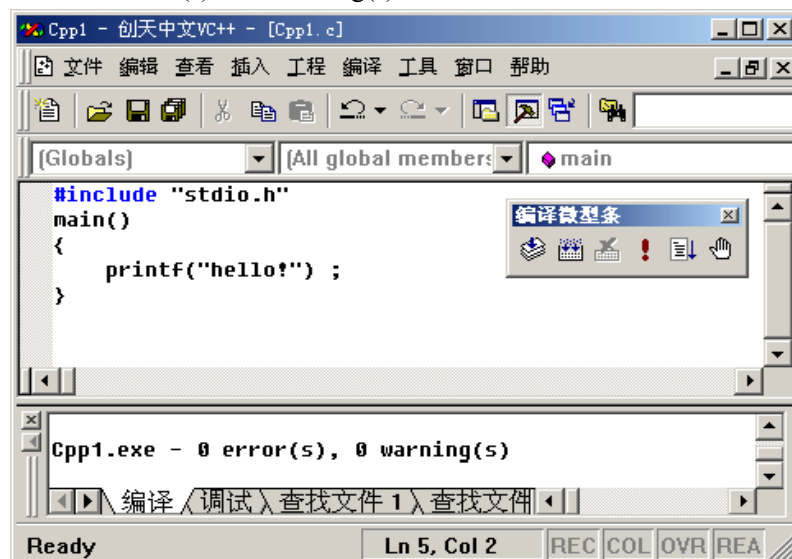 Cpp1 - 创天中文VC++ - [Cpp1.c]
文件 编辑 查看 插入 工程 编译 工具 窗口 帮助
(Globals) (All global members main
#include "stdio.h"
main()
{
printf("hello!") ;
}
编译微型条
Cpp1.exe - 0 error(s), 0 warning(s)
编译 调试 查找文件 1 查找文件
Ready Ln 5, Col 2 REC COL OVR REA